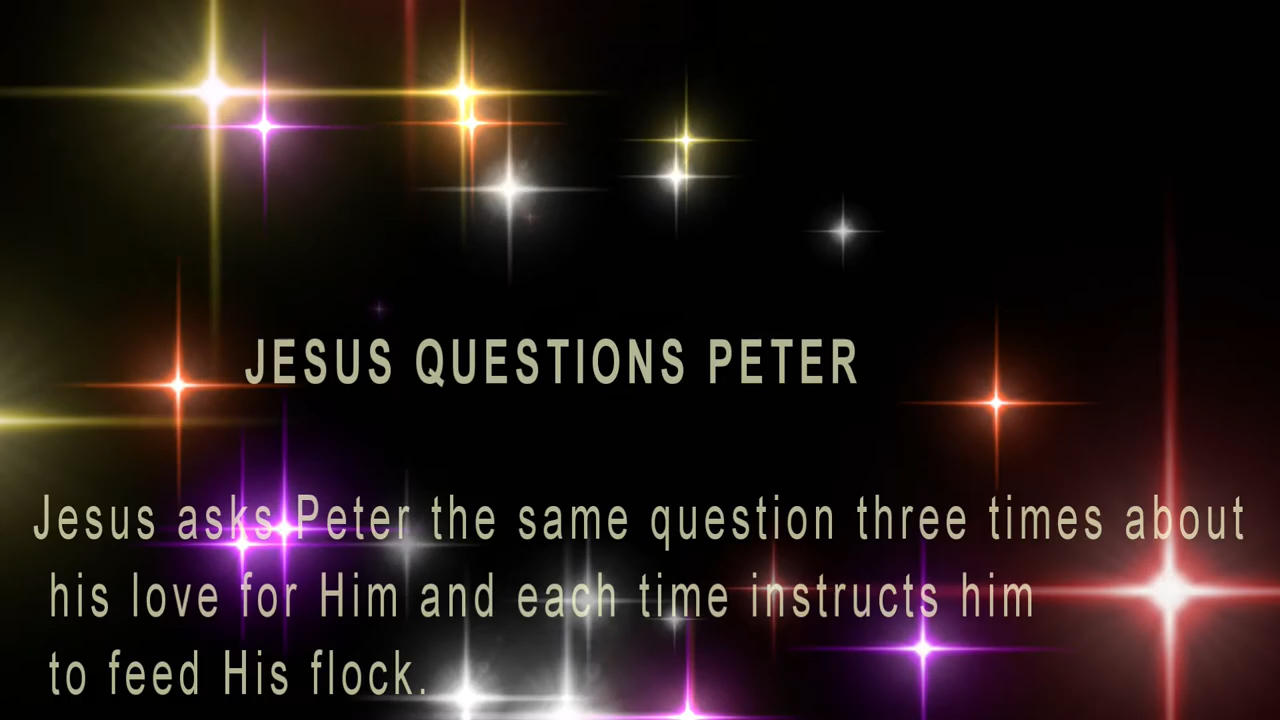 JESUS QUESTIONS PETER
Jesus asks Peter the same question three times about
his love for Him and each time instructs him
to feed His flock.